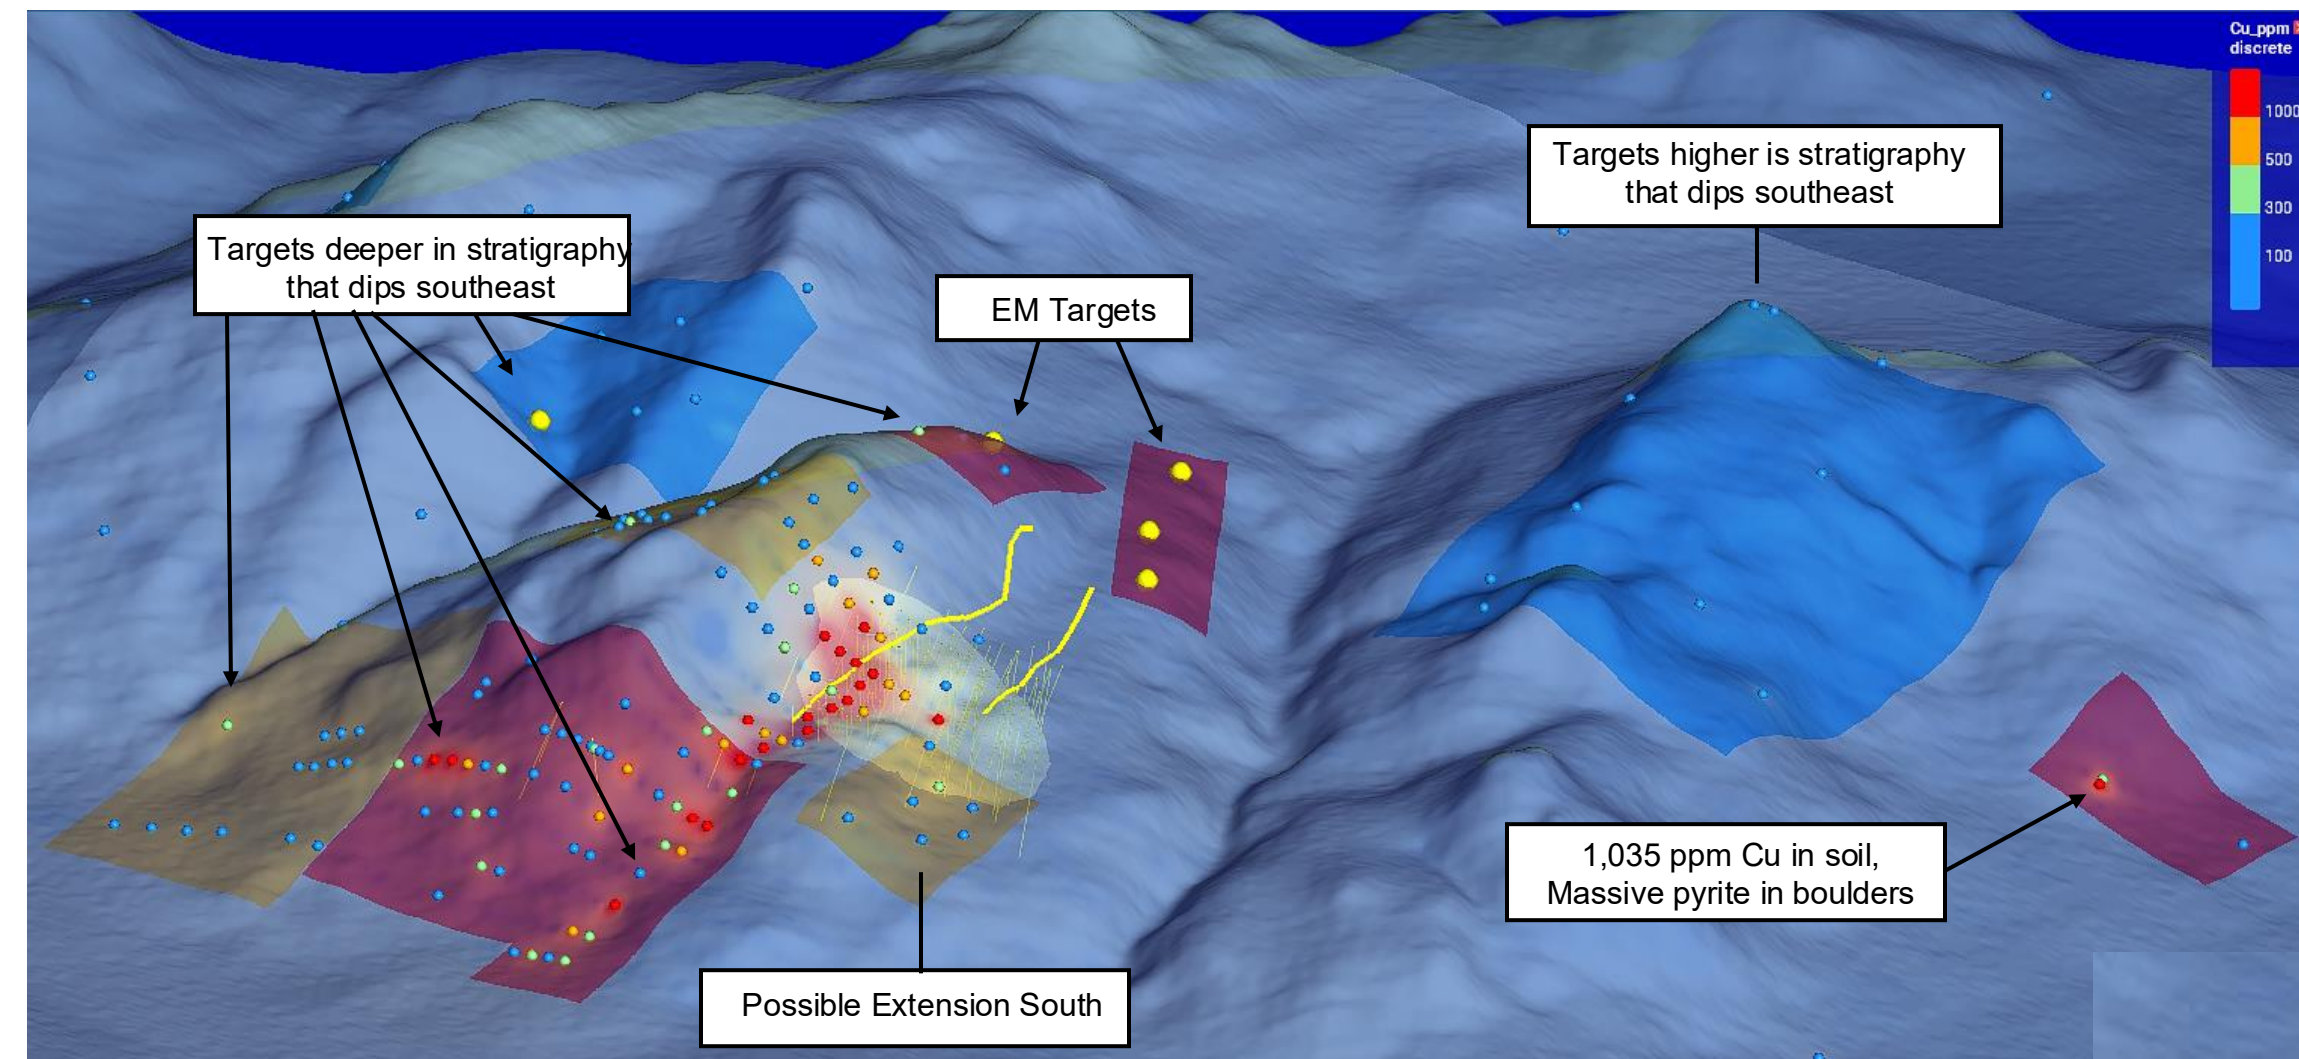 Cu_ppm
discrete
1000
500
300
100
Targets higher is stratigraphy
that dips southeast
Targets deeper in stratigraphy
that dips southeast
EM Targets
1,035 ppm Cu in soil,
Massive pyrite in boulders
Possible Extension South